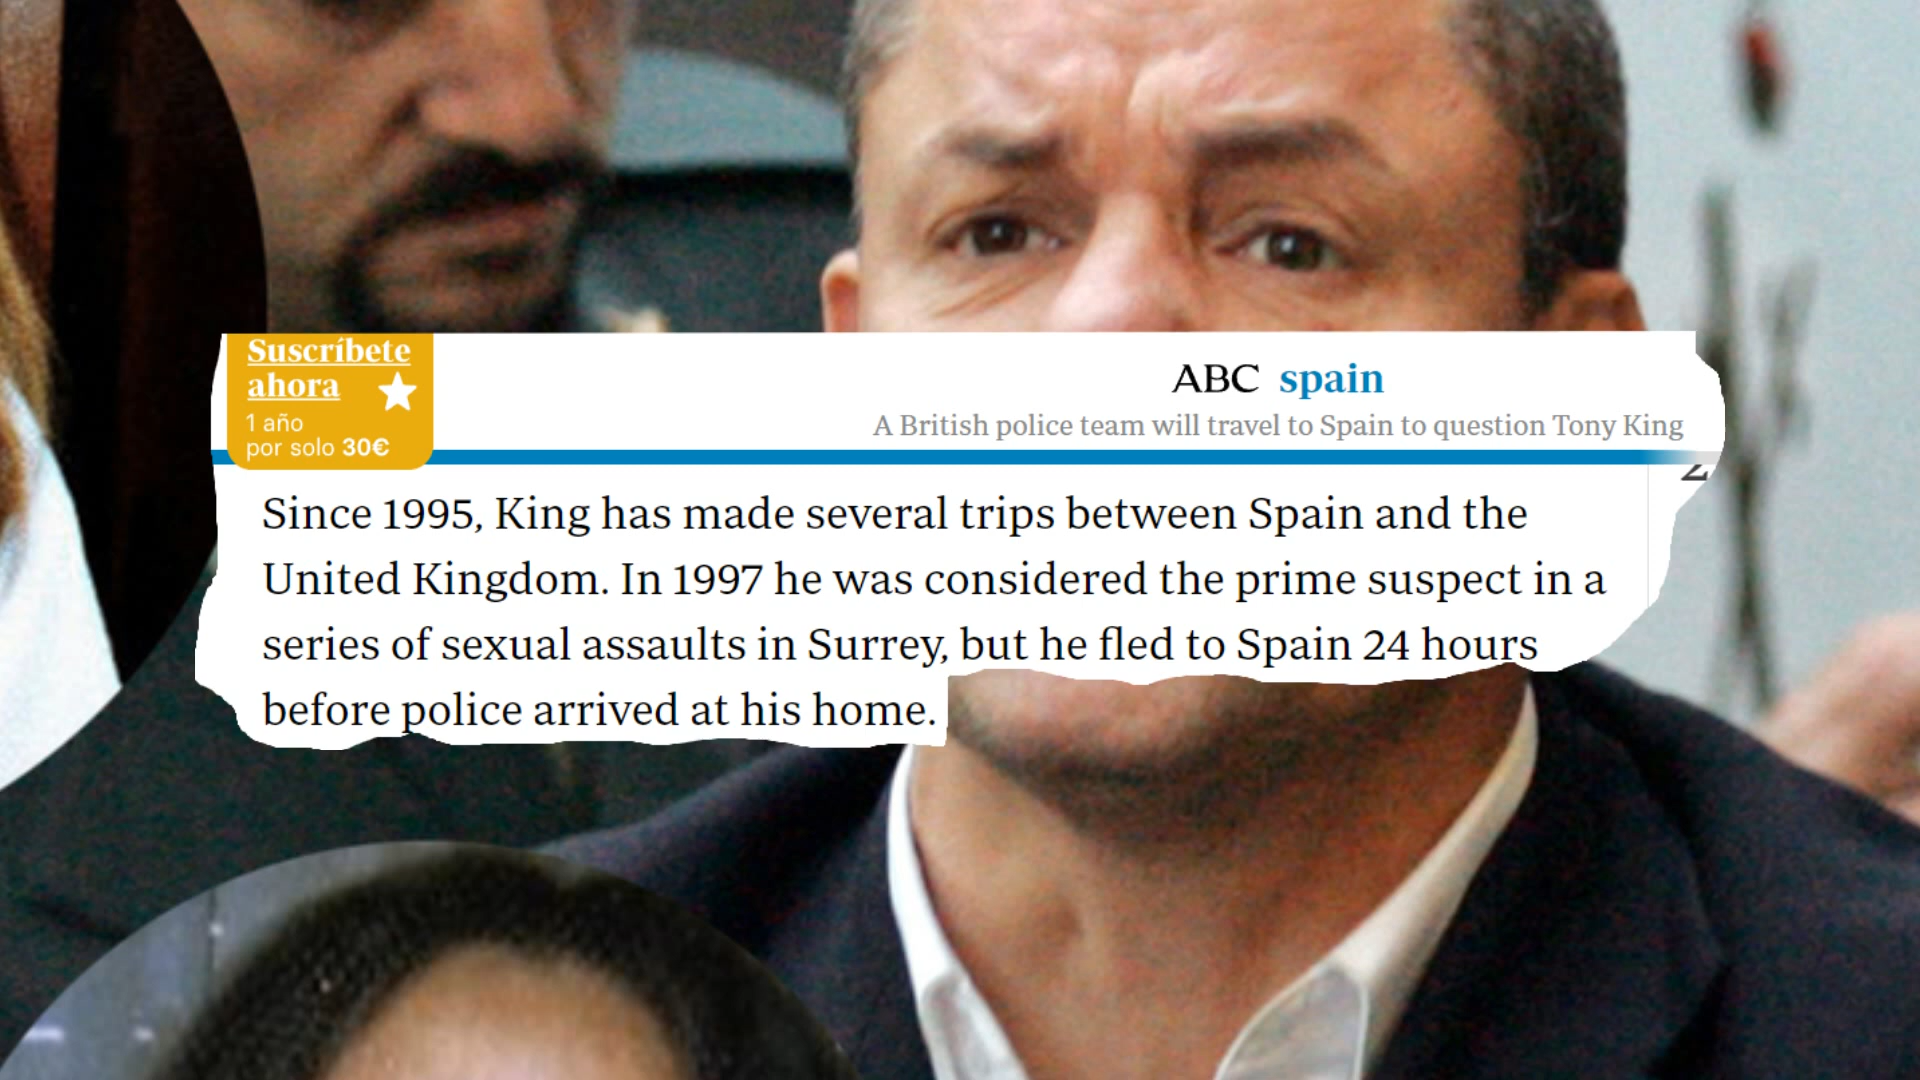 Suscríbete
ahora
1 año
por solo 30€
ABC spain
A British police team will travel to Spain to question Tony King
Since 1995, King has made several trips between Spain and the
United Kingdom. In 1997 he was considered the prime suspect in a
series of sexual assaults in Surrey, but he fled to Spain 24 hours
before police arrived at his home.